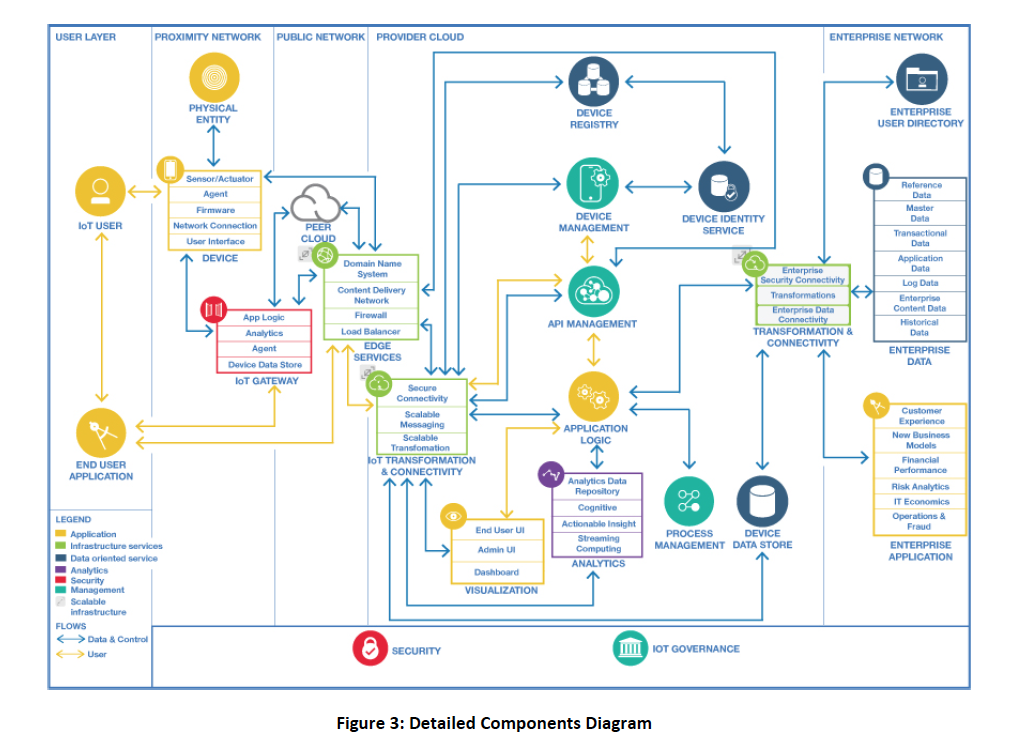 USER LAYER
PROXIMITY NETWORK
PUBLIC NETWORK
PROVIDER CLOUD
ENTERPRISE NETWORK
PHYSICAL
ENTITY
IoT USER
Sensor/Actuator
Agent
Firmware
Network Connection
User Interface
DEVICE
PEER
CLOUD
App Logic
Analytics
Agent
Device Data Store
IoT GATEWAY
Domain Name
System
Content Delivery
Network
Firewall
Load Balancer
EDGE
SERVICES
END USER
APPLICATION
Secure
Connectivity
Scalable
Messaging
Scalable
Transfomation
IoT TRANSFORMATION
& CONNECTIVITY
DEVICE
REGISTRY
DEVICE
MANAGEMENT
DEVICE IDENTITY
SERVICE
API MANAGEMENT
APPLICATION
LOGIC
End User UI
Admin UI
Dashboard
VISUALIZATION
Analytics Data
Repository
Cognitive
Actionable Insight
Streaming
Computing
ANALYTICS
PROCESS
MANAGEMENT
DEVICE
DATA STORE
Enterprise
Security Connectivity
Transformations
Enterprise Data
Connectivity
TRANSFORMATION &
CONNECTIVITY
ENTERPRISE
USER DIRECTORY
Reference
Data
Master
Data
Transactional
Data
Application
Data
Log Data
Enterprise
Content Data
Historical
Data
ENTERPRISE
DATA
Customer
Experience
New Business
Models
Financial
Performance
Risk Analytics
IT Economics
Operations &
Fraud
ENTERPRISE
APPLICATION
LEGEND
Application
Infrastructure services
Data oriented service
Analytics
Security
Management
Scalable
infrastructure
FLOWS
Data & Control
User
SECURITY
IOT GOVERNANCE
Figure 3: Detailed Components Diagram